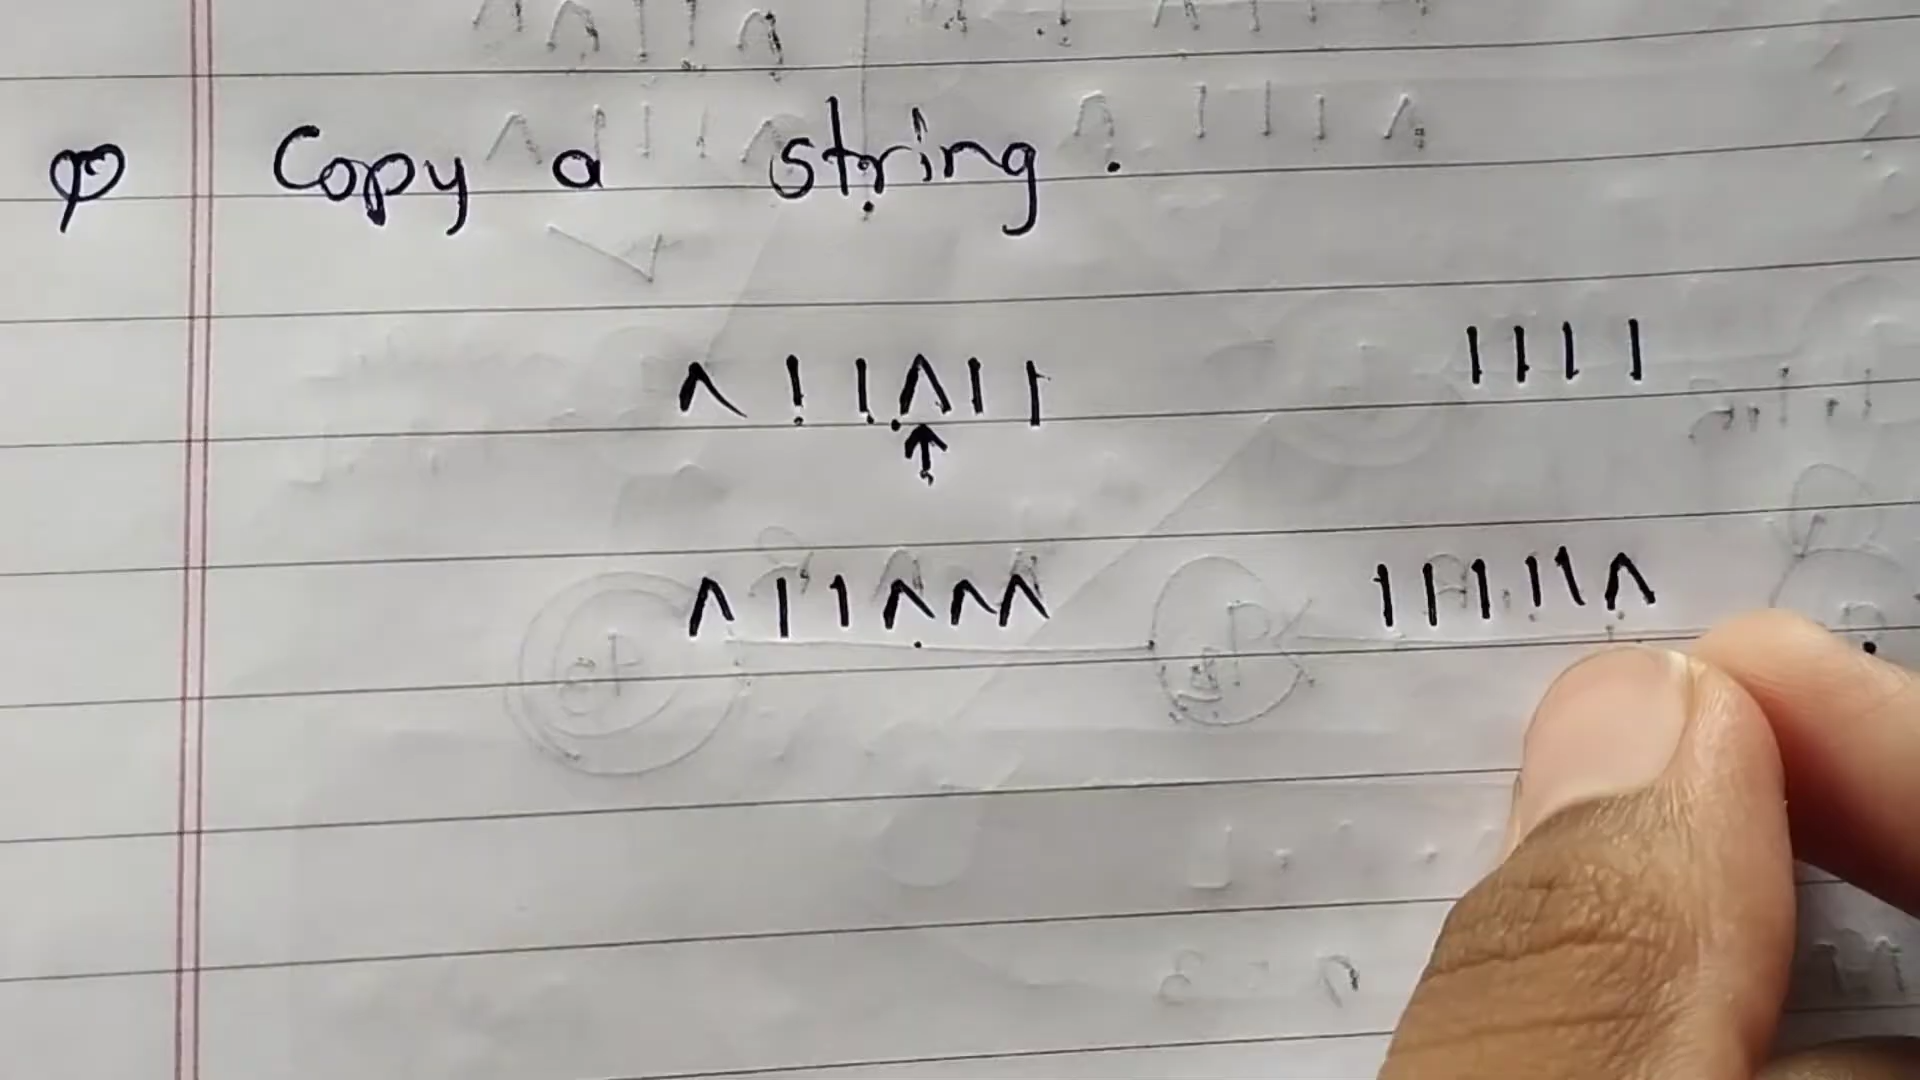 Q Copy a string.
∧ 1 1 ∧ 1 1 1 1 1 1
↑
∧ 1 1 ∧ ∧ ∧ 1 1 1 1 1 ∧